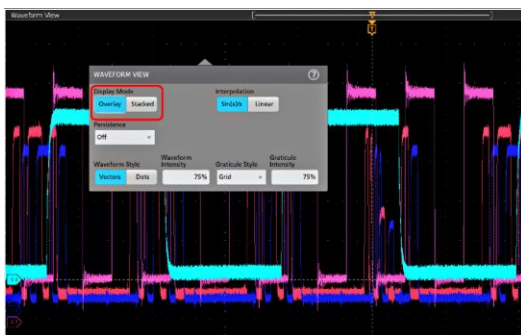 Waveform View
WAVEFORM VIEW
Display Mode
Interpolation
Overlay Stacked
Sin(x)/x Linear
Persistence
Off
Waveform Style
Waveform Intensity
Graticule Style
Graticule Intensity
Vectors Dots
75%
Grid
75%